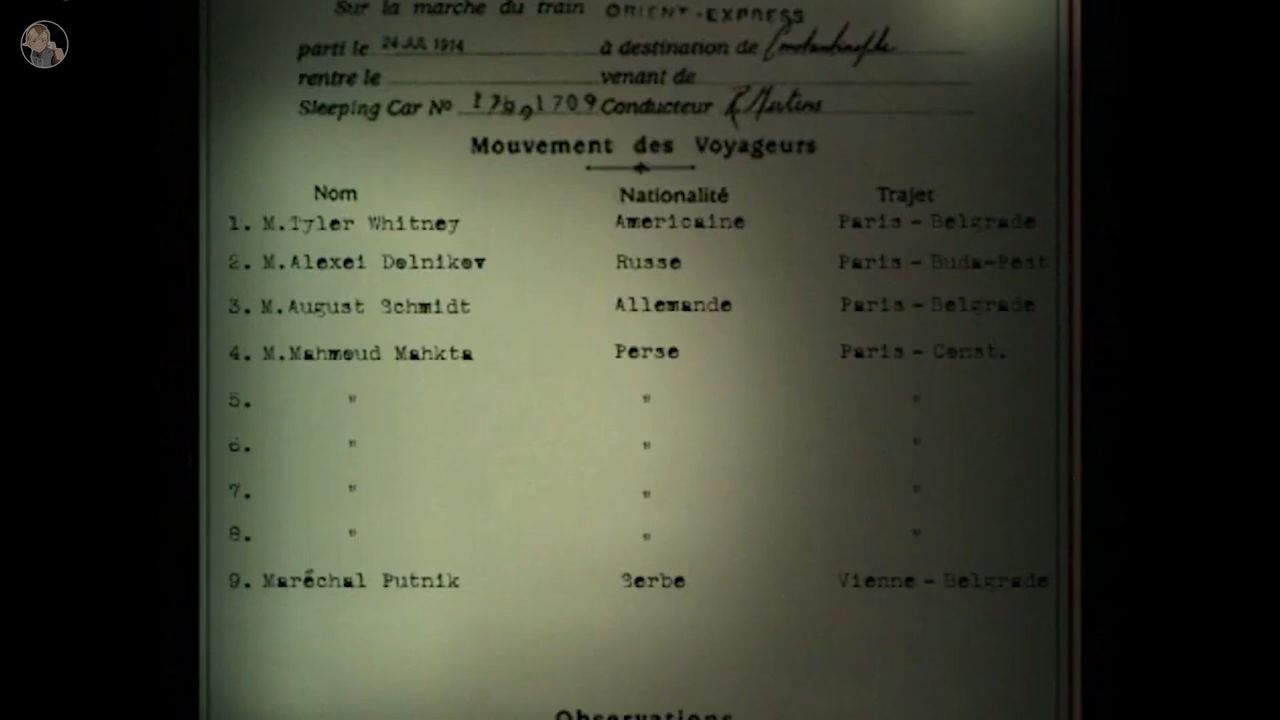 Sur la marche du train ORIENT-EXPRESS
parti le 24 JUL 1914 à destination de Constantinople
rentre le venant de
Sleeping Car Nº 1709 Conducteur
Mouvement des Voyageurs
Nom Nationalité Trajet
1. M.Tyler Whitney Americaine Paris - Belgrade
2. M.Alexei Dolnikov Russe Paris - Buda-Pest
3. M.August Schmidt Allemande Paris - Belgrade
4. M.Mahmoud Mahkta Perse Paris - Const.
5. " " "
6. " " "
7. " " "
8. " " "
9. Maréchal Putnik Serbe Vienne - Belgrade
Observations